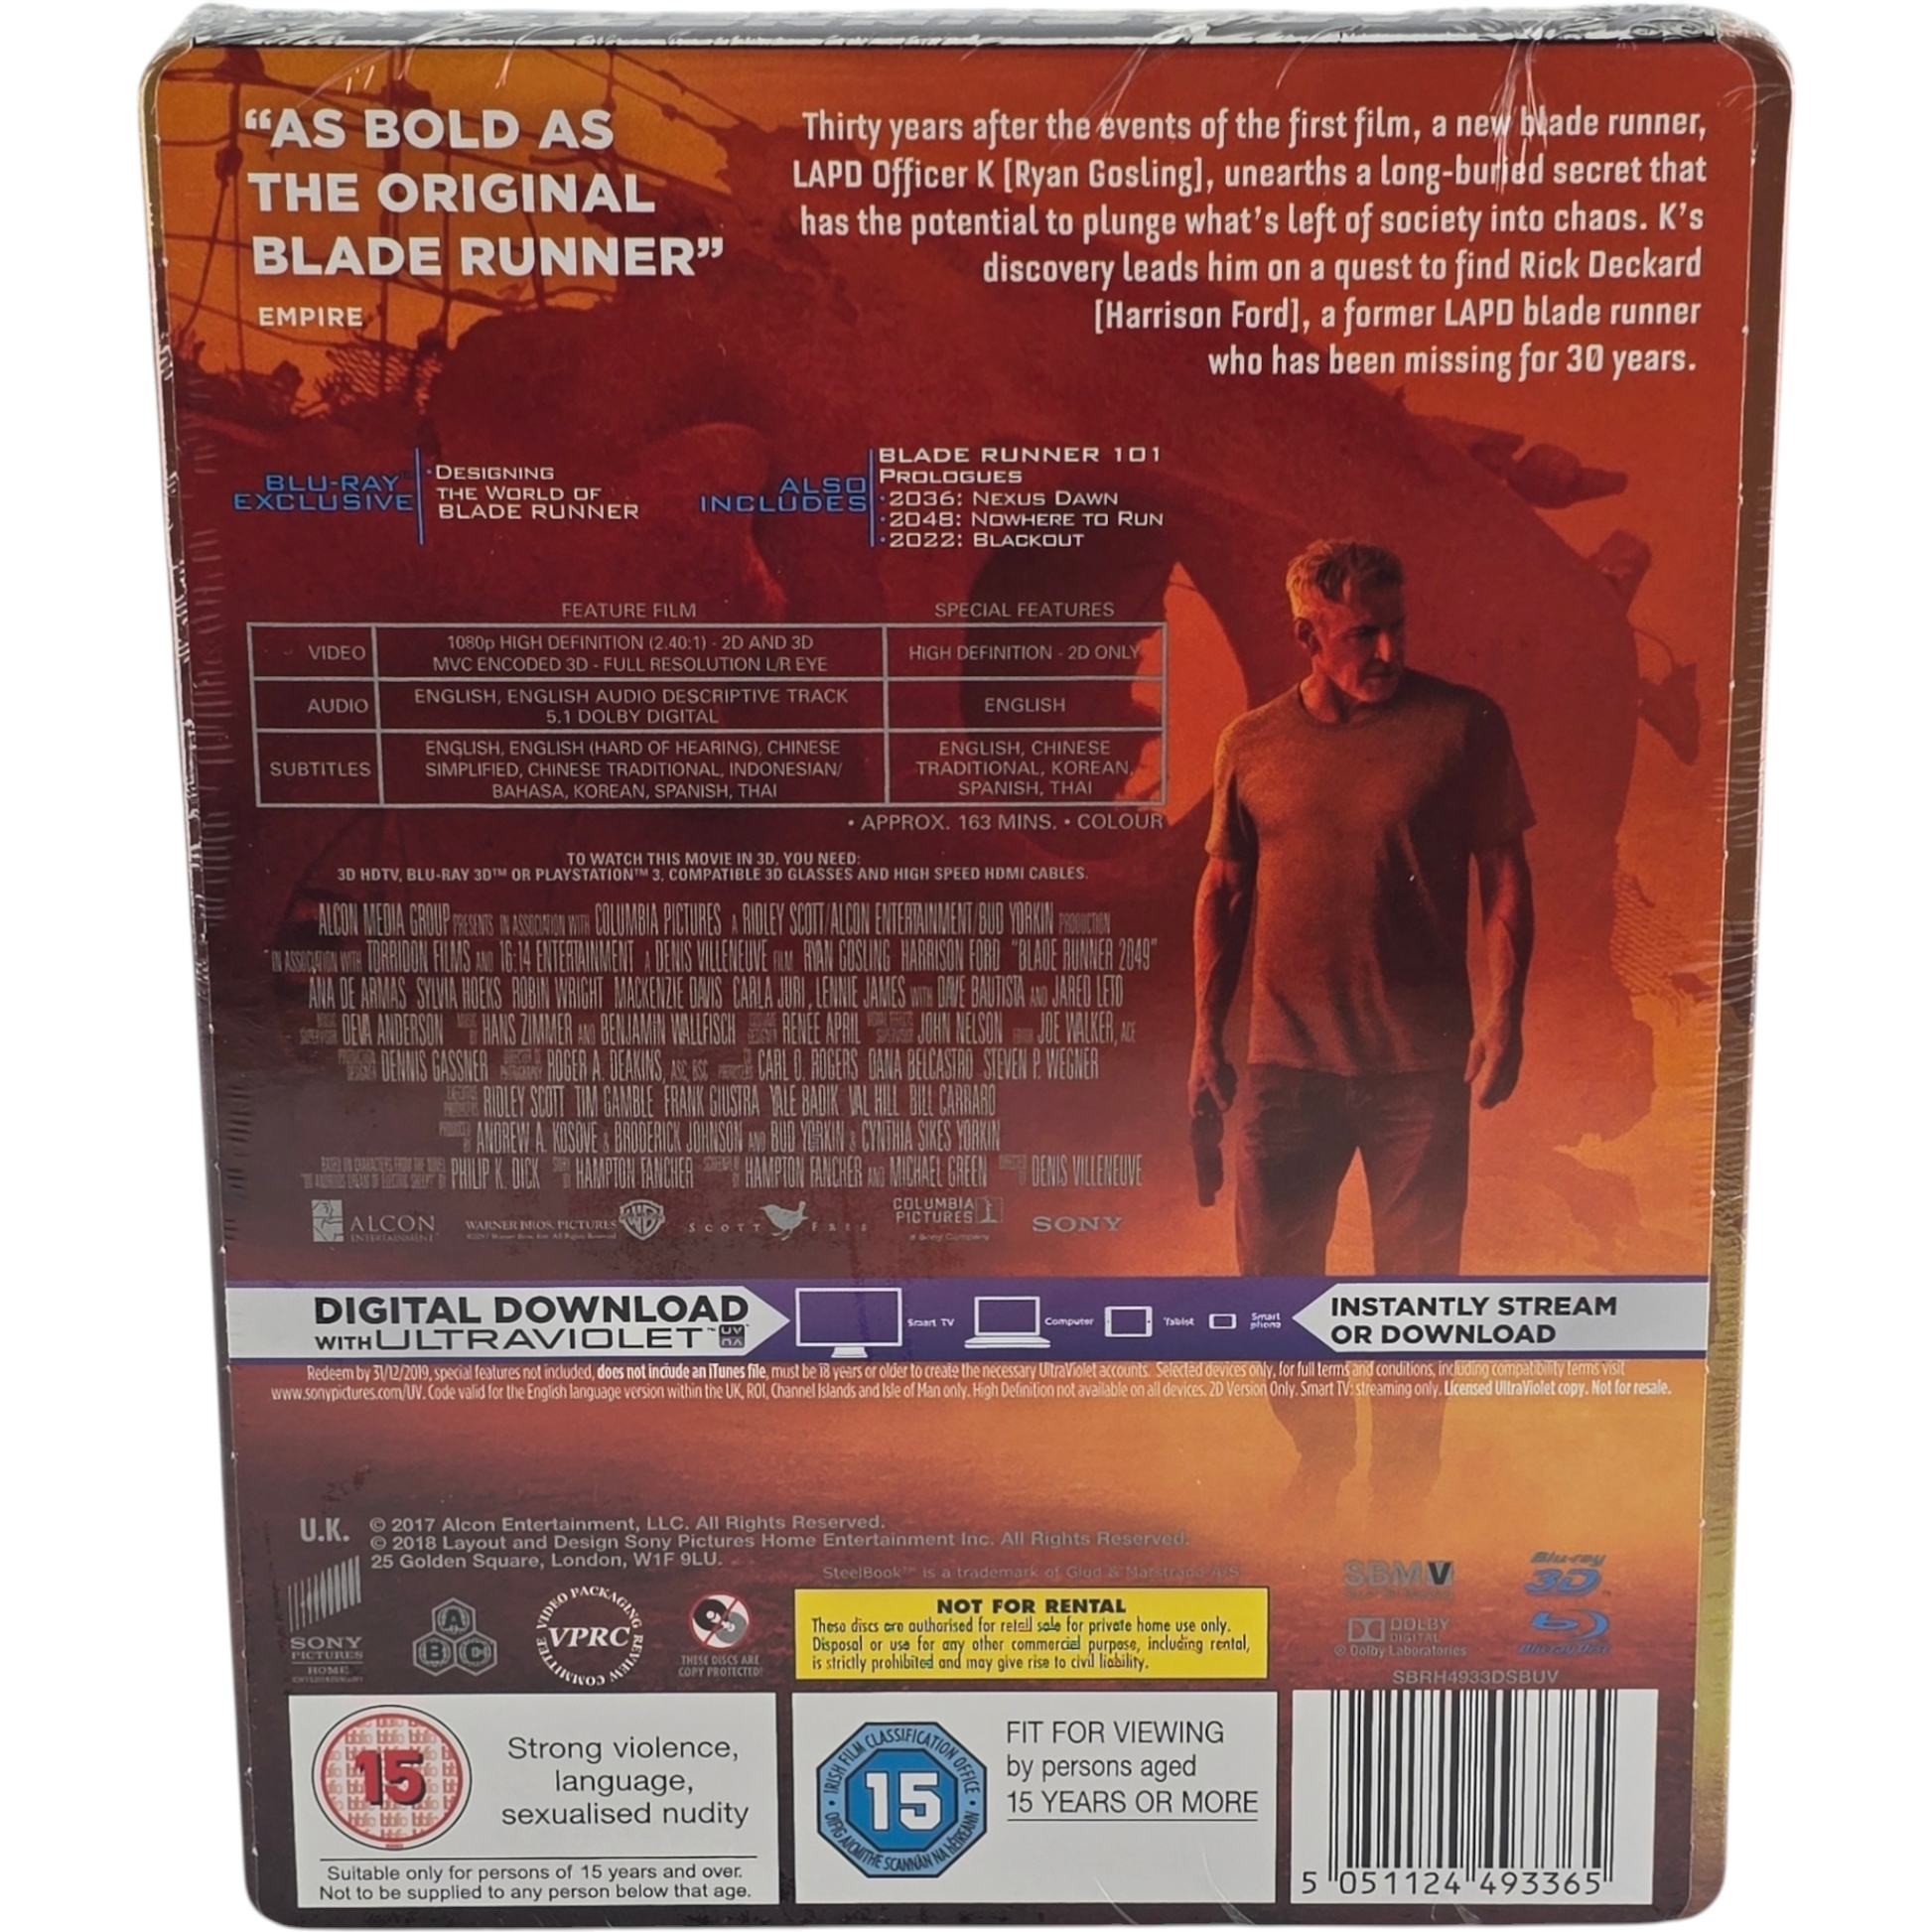 “AS BOLD AS
THE ORIGINAL
BLADE RUNNER”
EMPIRE
Thirty years after the events of the first film, a new blade runner,
LAPD Officer K [Ryan Gosling], unearths a long-buried secret that
has the potential to plunge what’s left of society into chaos. K’s
discovery leads him on a quest to find Rick Deckard
[Harrison Ford], a former LAPD blade runner
who has been missing for 30 years.
BLU-RAY™
EXCLUSIVE
•DESIGNING
THE WORLD OF
BLADE RUNNER
ALSO
INCLUDES
BLADE RUNNER 101
PROLOGUES
•2036: NEXUS DAWN
•2048: NOWHERE TO RUN
•2022: BLACKOUT
FEATURE FILM SPECIAL FEATURES
VIDEO
1080p HIGH DEFINITION (2.40:1) - 2D AND 3D
MVC ENCODED 3D - FULL RESOLUTION L/R EYE
HIGH DEFINITION - 2D ONLY
AUDIO
ENGLISH, ENGLISH AUDIO DESCRIPTIVE TRACK
5.1 DOLBY DIGITAL
ENGLISH
SUBTITLES
ENGLISH, ENGLISH (HARD OF HEARING), CHINESE
SIMPLIFIED, CHINESE TRADITIONAL, INDONESIAN/
BAHASA, KOREAN, SPANISH, THAI
ENGLISH, CHINESE
TRADITIONAL, KOREAN,
SPANISH, THAI
• APPROX. 163 MINS. • COLOUR
TO WATCH THIS MOVIE IN 3D, YOU NEED:
3D HDTV, BLU-RAY 3D™ OR PLAYSTATION™ 3, COMPATIBLE 3D GLASSES AND HIGH SPEED HDMI CABLES.
ALCON MEDIA GROUP PRESENTS IN ASSOCIATION WITH COLUMBIA PICTURES A RIDLEY SCOTT/ALCON ENTERTAINMENT/BUD YORKIN PRODUCTION
IN ASSOCIATION WITH TORRIDON FILMS AND 16:14 ENTERTAINMENT A DENIS VILLENEUVE FILM RYAN GOSLING HARRISON FORD “BLADE RUNNER 2049”
ANA DE ARMAS SYLVIA HOEKS ROBIN WRIGHT MACKENZIE DAVIS CARLA JURI, LENNIE JAMES WITH DAVE BAUTISTA AND JARED LETO
DEVA ANDERSON HANS ZIMMER AND BENJAMIN WALLFISCH RENÉE APRIL JOHN NELSON JOE WALKER, ACE
DENNIS GASSNER ROGER A. DEAKINS, ASC, BSC CARL O. ROGERS DANA BELCASTRO STEVEN P. WEGNER
RIDLEY SCOTT TIM GAMBLE FRANK GIUSTRA YALE BADIK VAL HILL BILL CARRARO
ANDREW A. KOSOVE & BRODERICK JOHNSON AND BUD YORKIN & CYNTHIA SIKES YORKIN
PHILIP K. DICK HAMPTON FANCHER HAMPTON FANCHER AND MICHAEL GREEN DENIS VILLENEUVE
ALCON
ENTERTAINMENT
WARNER BROS. PICTURES
WB
SCOTT FREE
COLUMBIA
PICTURES
a Sony Company
SONY
DIGITAL DOWNLOAD
WITH ULTRAVIOLET™
UV
Smart TV
Computer
Tablet
Smart
phone
INSTANTLY STREAM
OR DOWNLOAD
Redeem by 31/12/2019, special features not included, does not include an iTunes file, must be 18 years or older to create the necessary UltraViolet accounts. Selected devices only, for full terms and conditions, including compatibility terms visit
www.sonypictures.com/UV. Code valid for the English language version within the UK, ROI, Channel Islands and Isle of Man only. High Definition not available on all devices. 2D Version Only. Smart TV: streaming only. Licensed UltraViolet copy. Not for resale.
U.K.
© 2017 Alcon Entertainment, LLC. All Rights Reserved.
© 2018 Layout and Design Sony Pictures Home Entertainment Inc. All Rights Reserved.
25 Golden Square, London, W1F 9LU.
SteelBook™ is a trademark of Glud & Marstrand A/S
SONY
PICTURES
HOME
ENTERTAINMENT
A
B C
VIDEO PACKAGING REVIEW COMMITTEE
VPRC
THESE DISCS ARE
COPY PROTECTED
NOT FOR RENTAL
These discs are authorised for retail sale for private home use only.
Disposal or use for any other commercial purpose, including rental,
is strictly prohibited and may give rise to civil liability.
SBMV
Blu-ray
3D
DOLBY
DIGITAL
© Dolby Laboratories
Blu-ray Disc
SBRH4933DSBUV
15
Strong violence,
language,
sexualised nudity
Suitable only for persons of 15 years and over.
Not to be supplied to any person below that age.
IRISH FILM CLASSIFICATION OFFICE
15
OIFIG AICMITHE SCANNÁN NA hÉIREANN
FIT FOR VIEWING
by persons aged
15 YEARS OR MORE
5 051124 493365